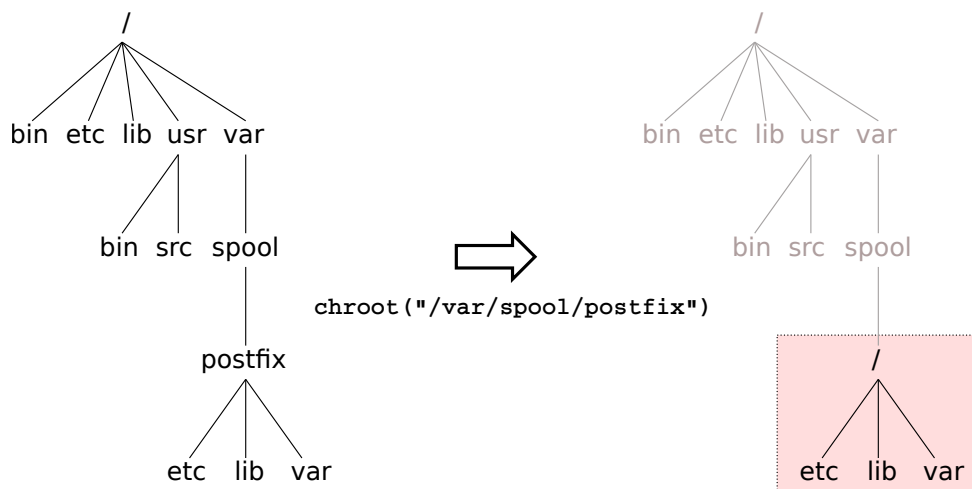 /
bin etc lib usr var
bin src spool
postfix
etc lib var
chroot("/var/spool/postfix")
/
bin etc lib usr var
bin src spool
/
etc lib var